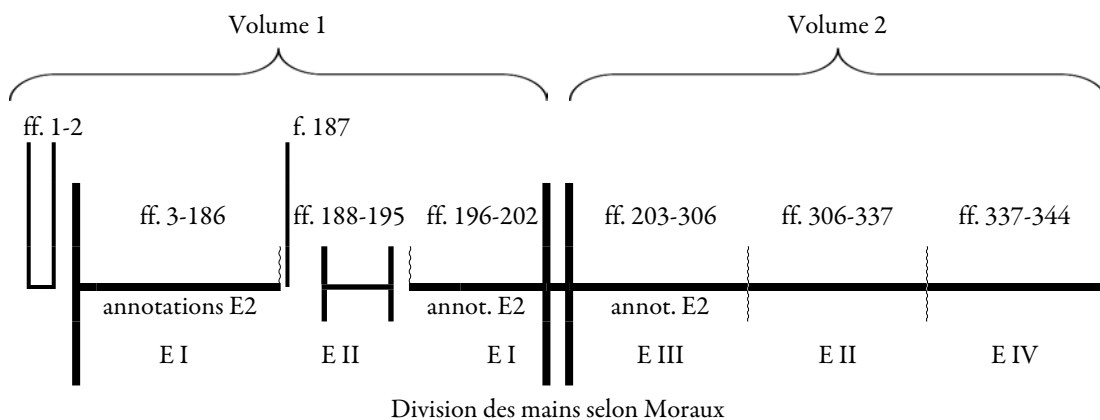 Volume 1 Volume 2
ff. 1-2 f. 187
ff. 3-186 ff. 188-195 ff. 196-202 ff. 203-306 ff. 306-337 ff. 337-344
annotations E2 annot. E2 annot. E2
E I E II E I E III E II E IV
Division des mains selon Moraux